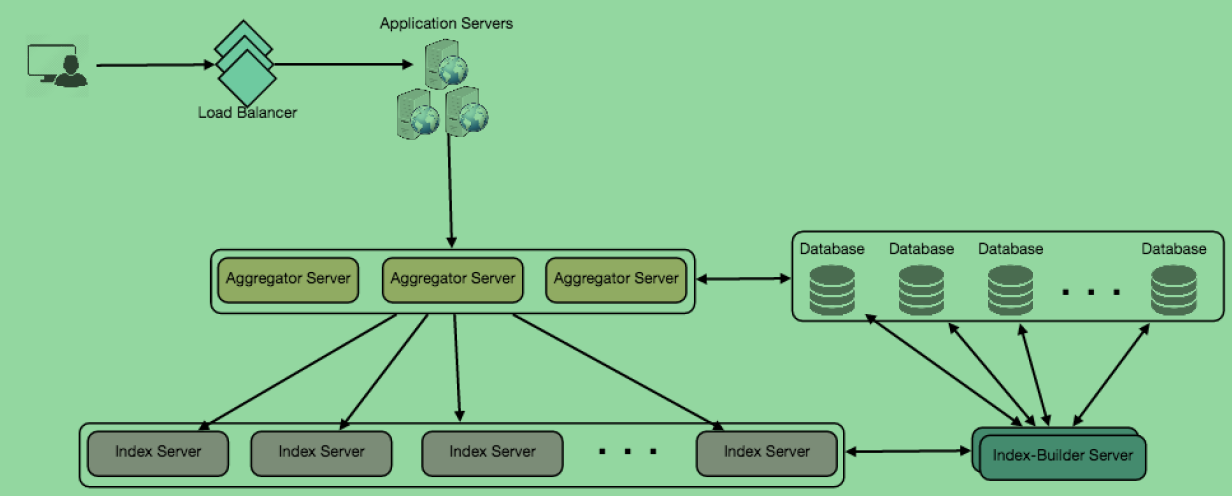 Application Servers
Load Balancer
Database Database Database Database
Aggregator Server Aggregator Server Aggregator Server
Index Server Index Server Index Server Index Server
Index-Builder Server